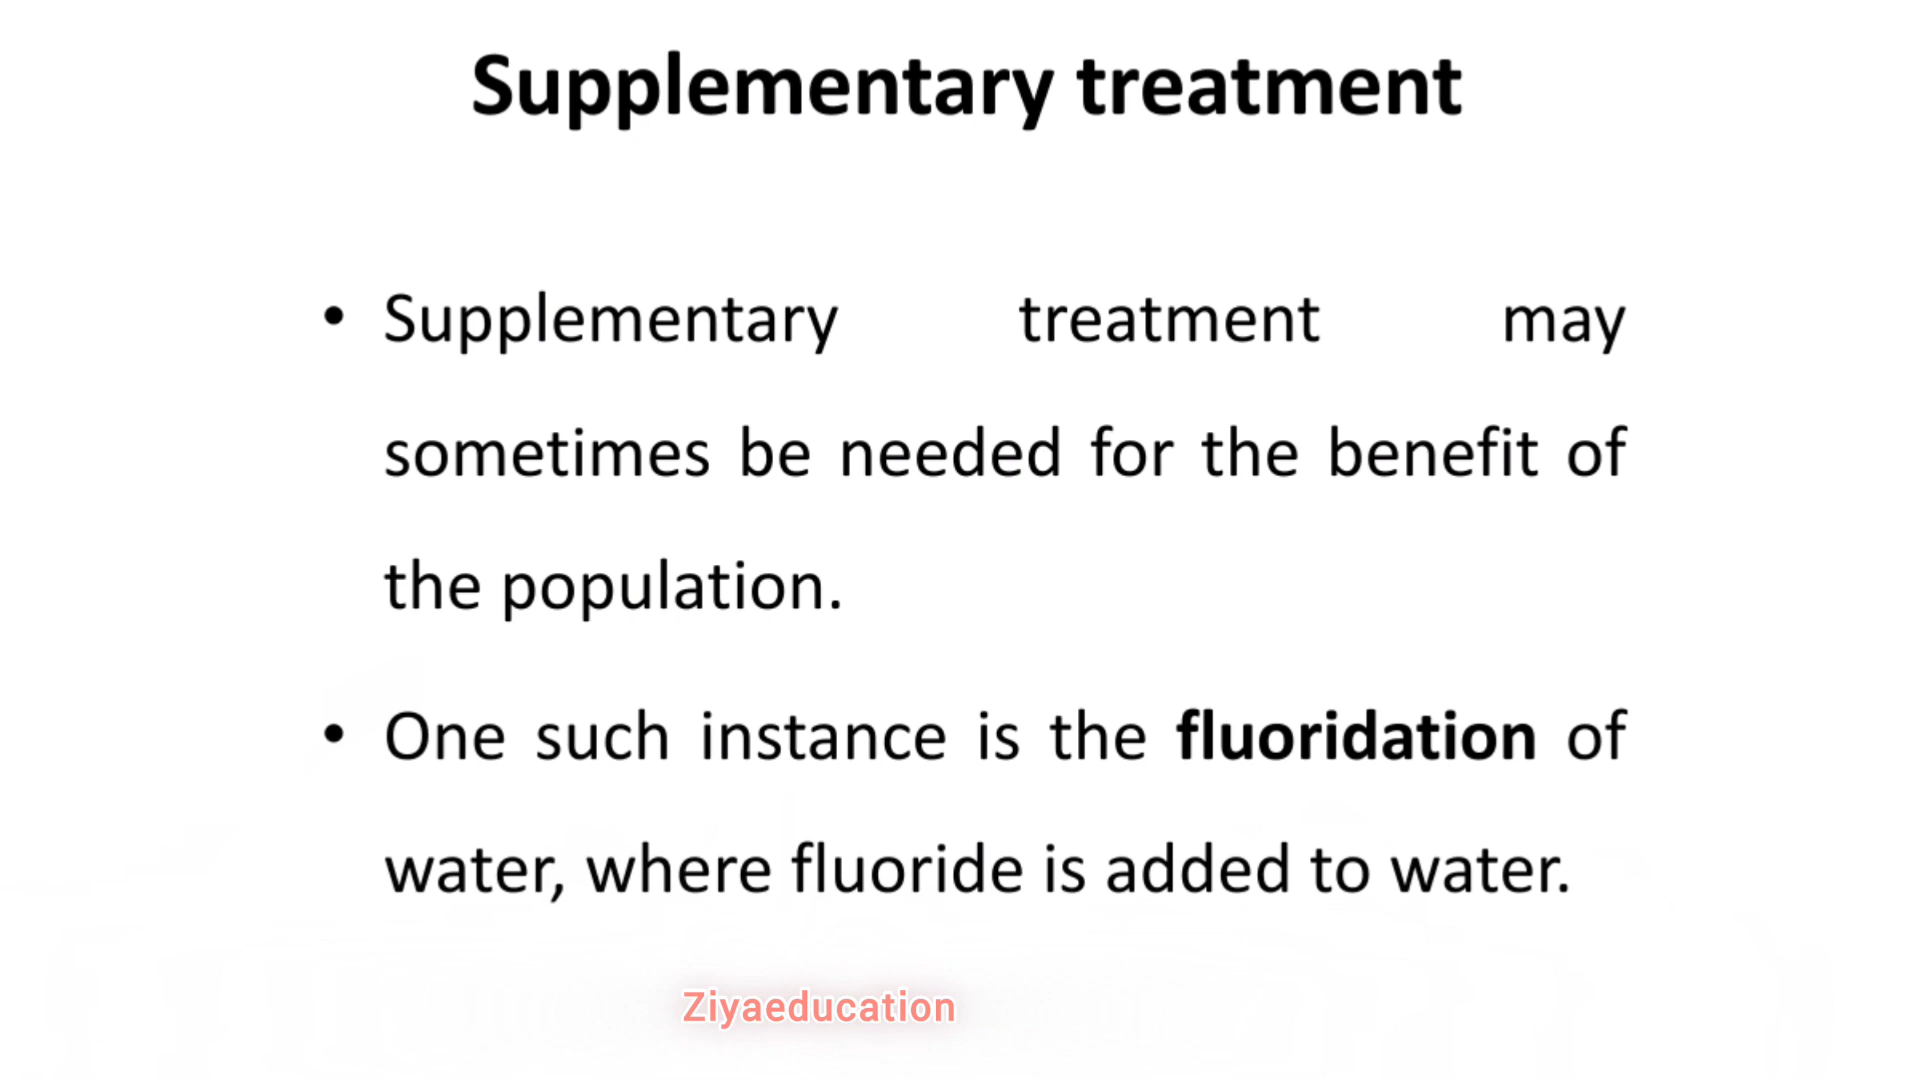 Supplementary treatment
• Supplementary treatment may
sometimes be needed for the benefit of
the population.
• One such instance is the fluoridation of
water, where fluoride is added to water.
Ziyaeducation